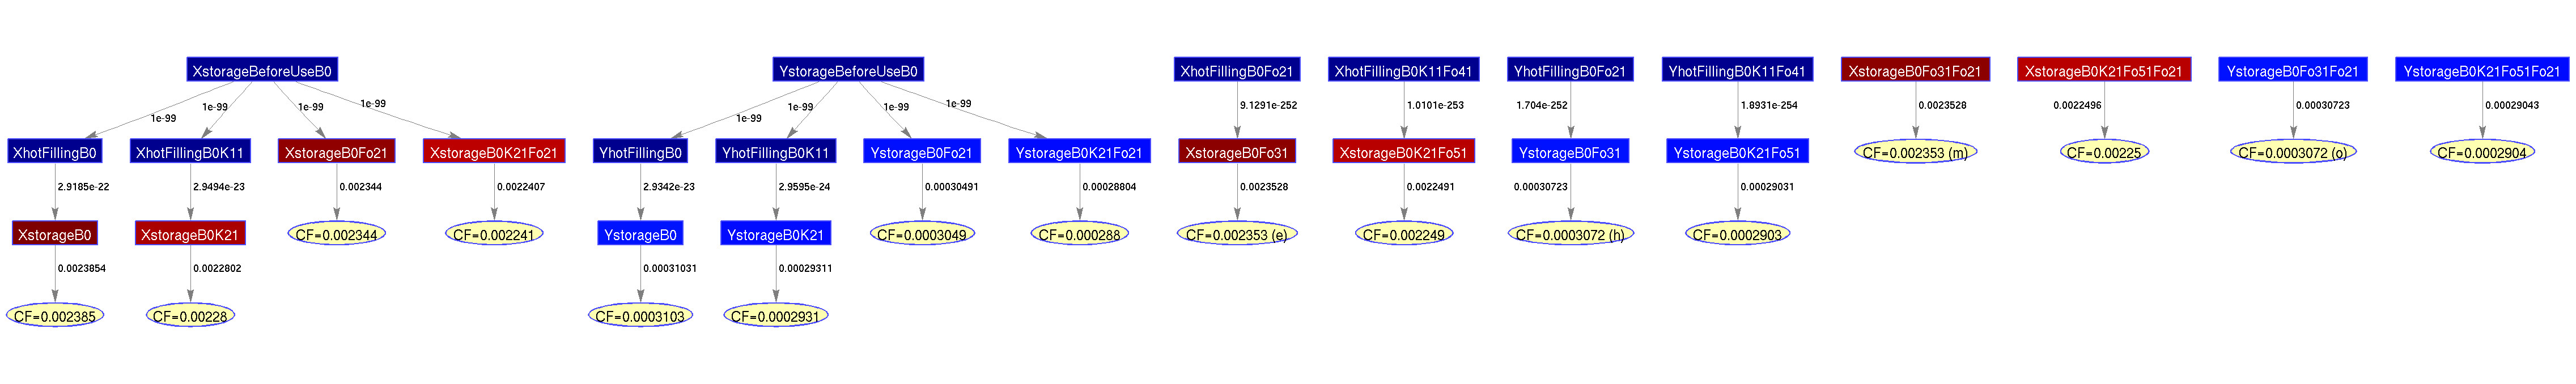 XstorageBeforeUseB0
YstorageBeforeUseB0
XhotFillingB0Fo21
XhotFillingB0K11Fo41
YhotFillingB0Fo21
YhotFillingB0K11Fo41
XstorageB0Fo31Fo21
XstorageB0K21Fo51Fo21
YstorageB0Fo31Fo21
YstorageB0K21Fo51Fo21
1e-99
1e-99
1e-99
1e-99
1e-99
1e-99
1e-99
1e-99
9.1291e-252
1.0101e-253
1.704e-252
1.8931e-254
0.0023528
0.0022496
0.00030723
0.00029043
XhotFillingB0
XhotFillingB0K11
XstorageB0Fo21
XstorageB0K21Fo21
YhotFillingB0
YhotFillingB0K11
YstorageB0Fo21
YstorageB0K21Fo21
XstorageB0Fo31
XstorageB0K21Fo51
YstorageB0Fo31
YstorageB0K21Fo51
CF=0.002353 (m)
CF=0.00225
CF=0.0003072 (o)
CF=0.0002904
2.9185e-22
2.9494e-23
0.002344
0.0022407
2.9342e-23
2.9595e-24
0.00030491
0.00028804
0.0023528
0.0022491
0.00030723
0.00029031
XstorageB0
XstorageB0K21
CF=0.002344
CF=0.002241
YstorageB0
YstorageB0K21
CF=0.0003049
CF=0.000288
CF=0.002353 (e)
CF=0.002249
CF=0.0003072 (h)
CF=0.0002903
0.0023854
0.0022802
0.00031031
0.00029311
CF=0.002385
CF=0.00228
CF=0.0003103
CF=0.0002931